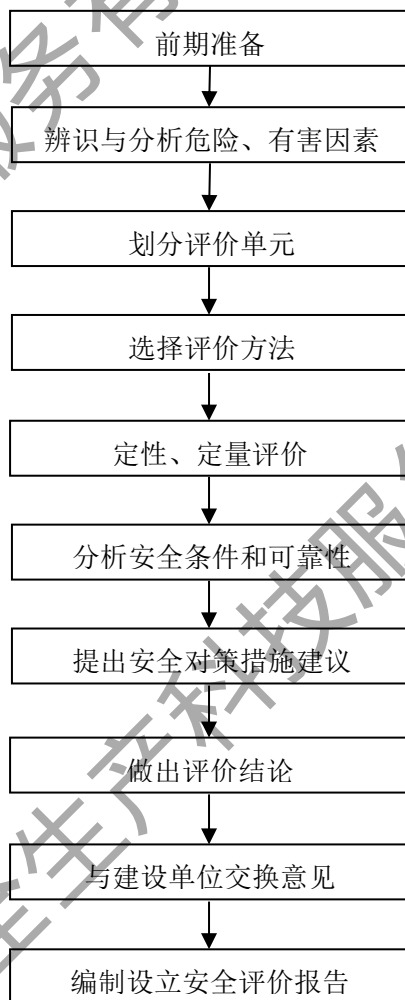 前期准备
辨识与分析危险、有害因素
划分评价单元
选择评价方法
定性、定量评价
分析安全条件和可靠性
提出安全对策措施建议
做出评价结论
与建设单位交换意见
编制设立安全评价报告